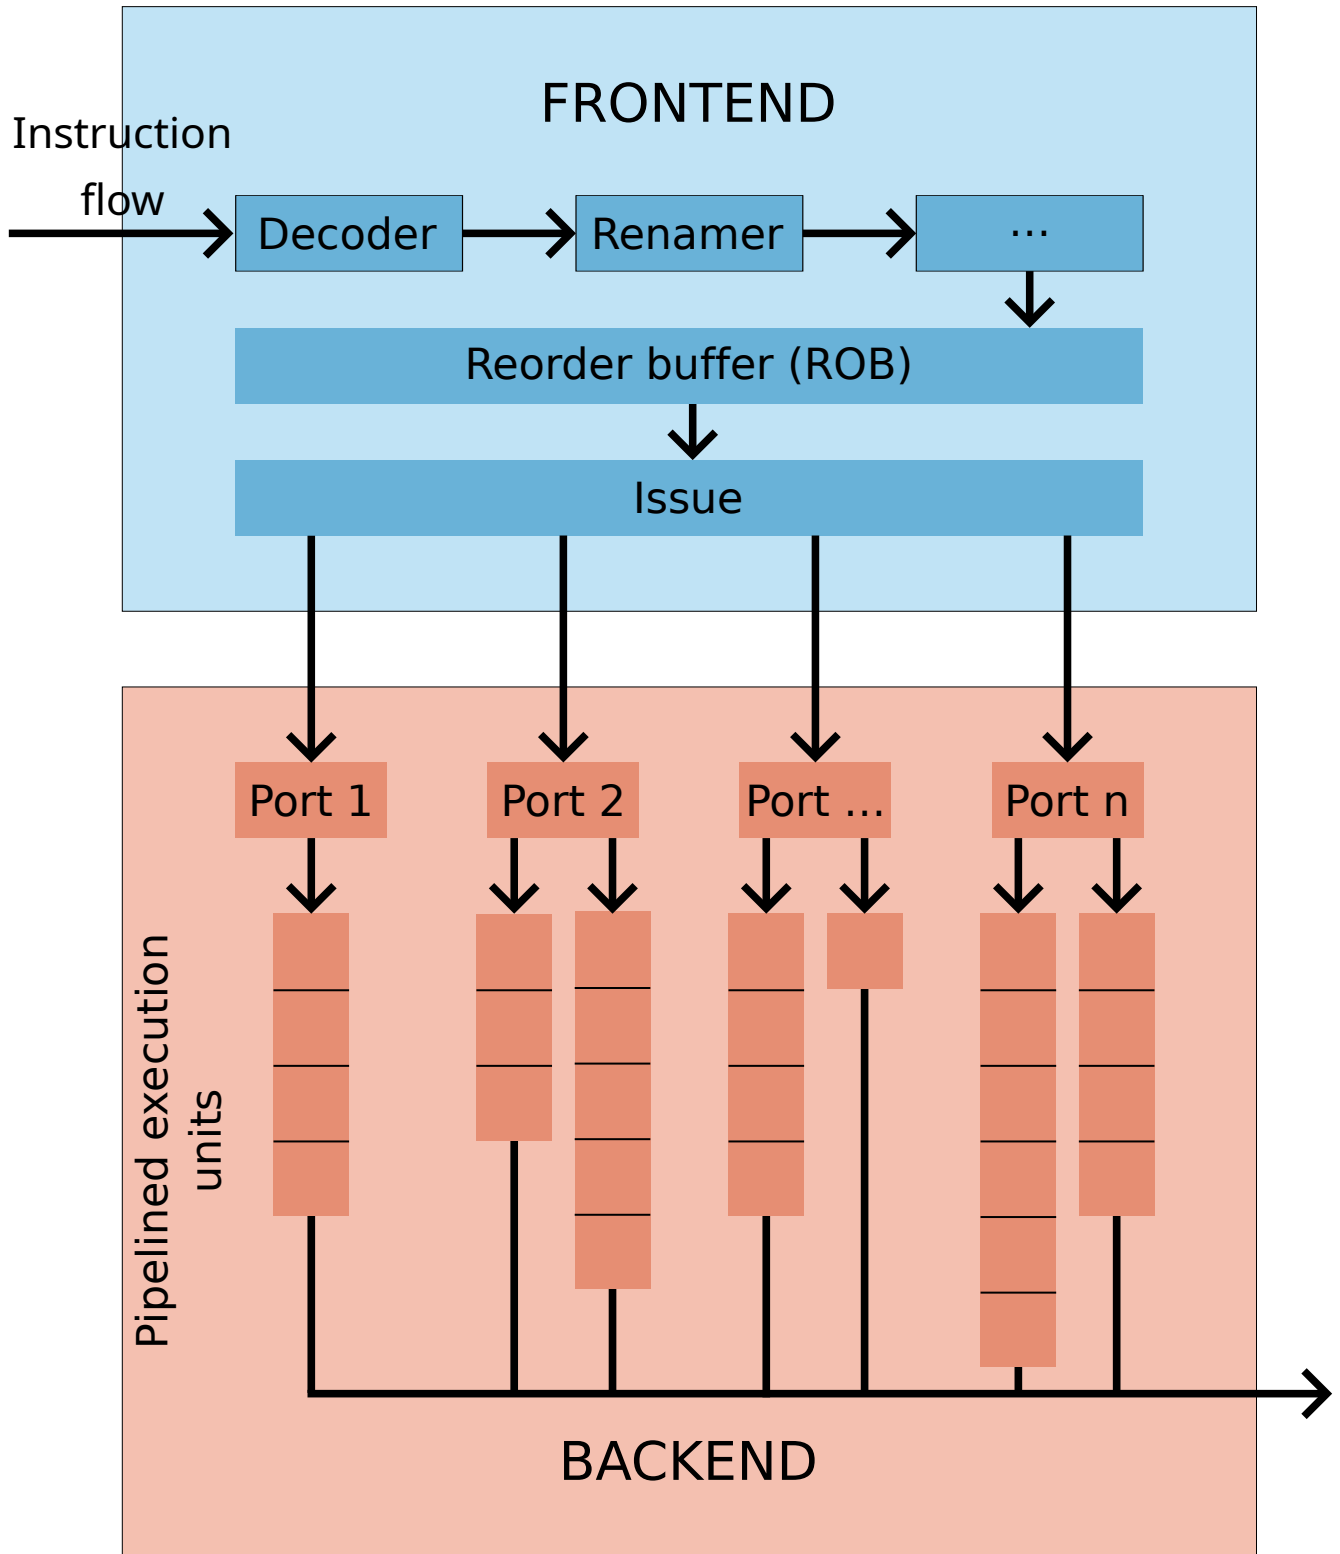 FRONTEND
Instruction
flow
Decoder
Renamer
...
Reorder buffer (ROB)
Issue
Port 1
Port 2
Port ...
Port n
Pipelined execution
units
BACKEND